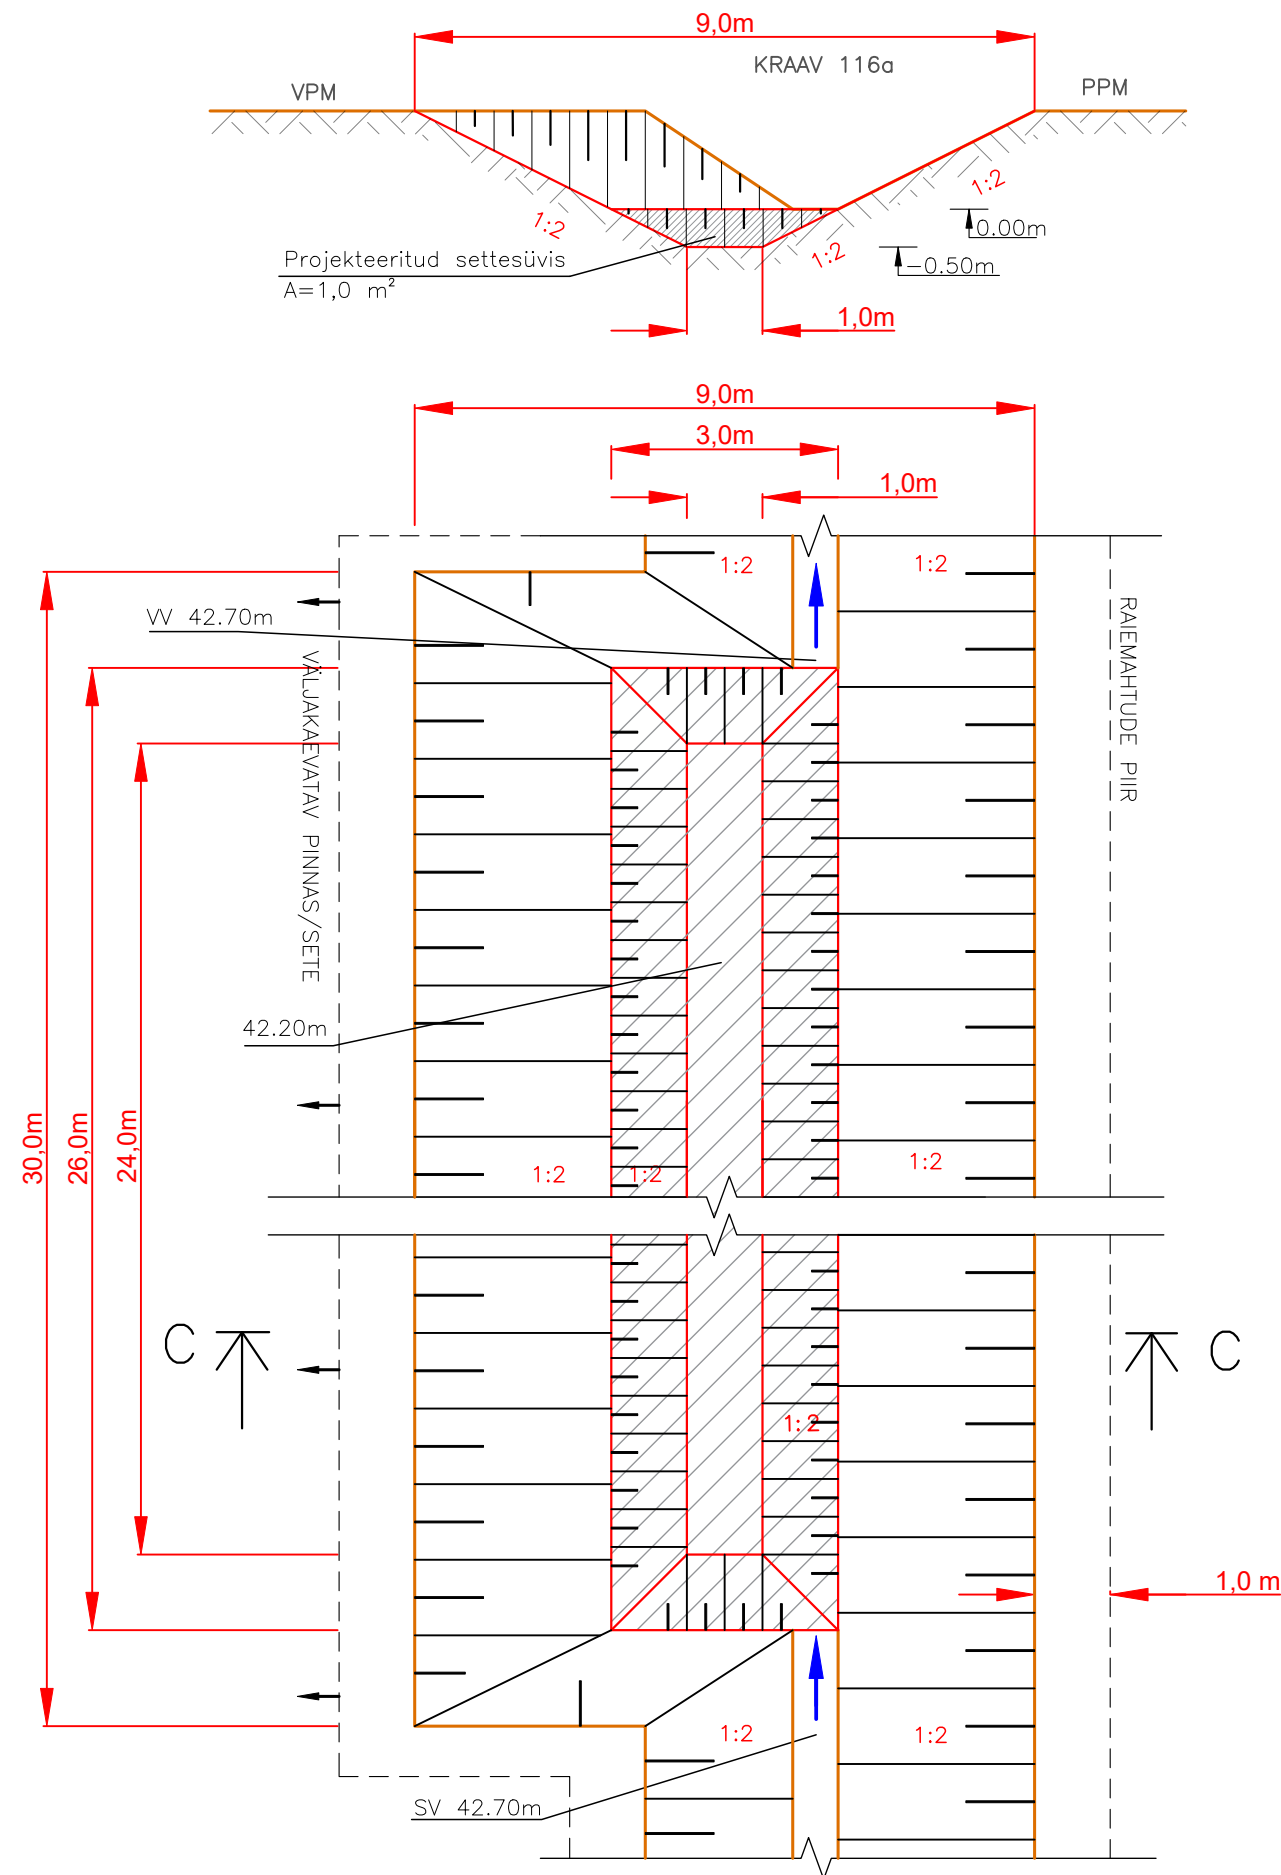 9,0m
KRAAV 116a
VPM
PPM
1:2
1:2
1:2
0.00m
-0.50m
Projekteeritud settesüvis
A=1,0 m²
1,0m
9,0m
3,0m
1,0m
1:2
1:2
VV 42.70m
VÄLJAKAEVATAV PINNAS/SETE
RAIEMAHTUDE PIIR
42.20m
30,0m
26,0m
24,0m
1:2
1:2
1:2
C
C
1:2
1,0 m
1:2
1:2
SV 42.70m